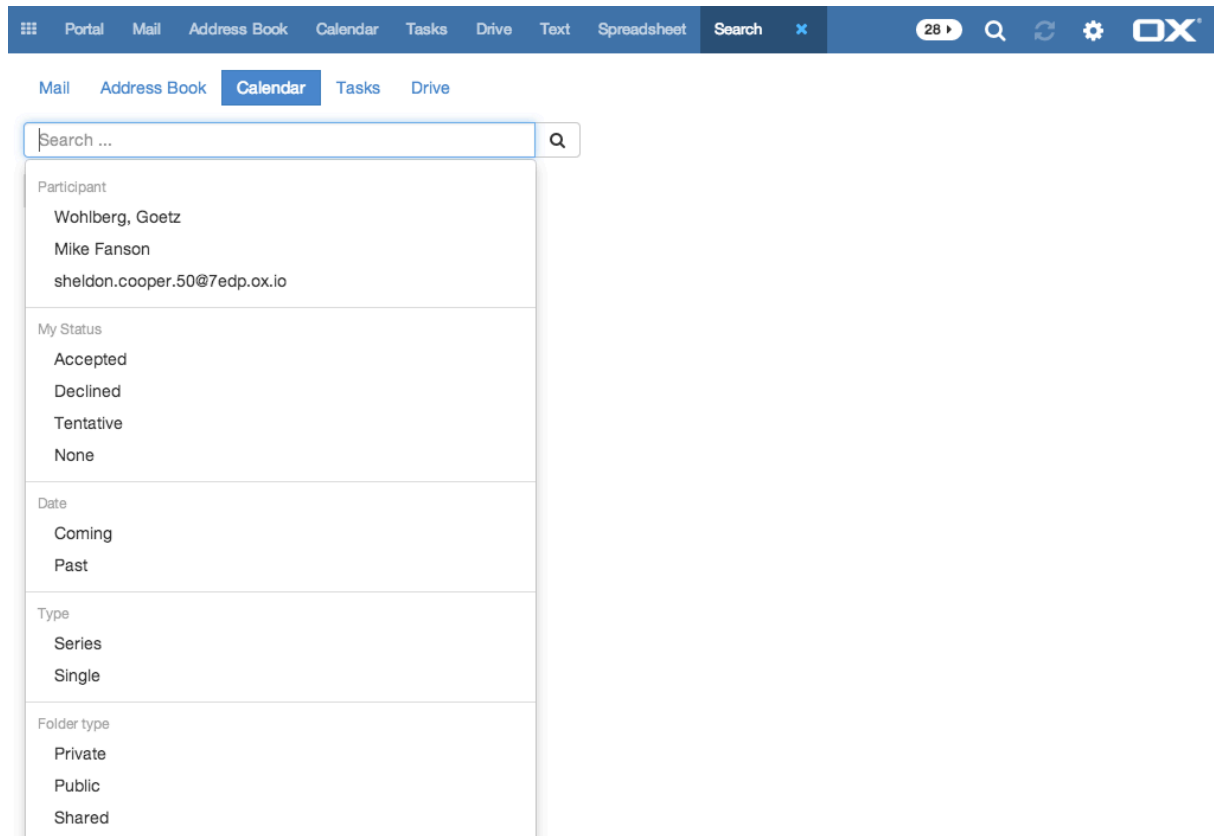 Portal Mail Address Book Calendar Tasks Drive Text Spreadsheet Search × 28 OX
Mail Address Book Calendar Tasks Drive
Search ...
Participant
Wohlberg, Goetz
Mike Fanson
sheldon.cooper.50@7edp.ox.io
My Status
Accepted
Declined
Tentative
None
Date
Coming
Past
Type
Series
Single
Folder type
Private
Public
Shared